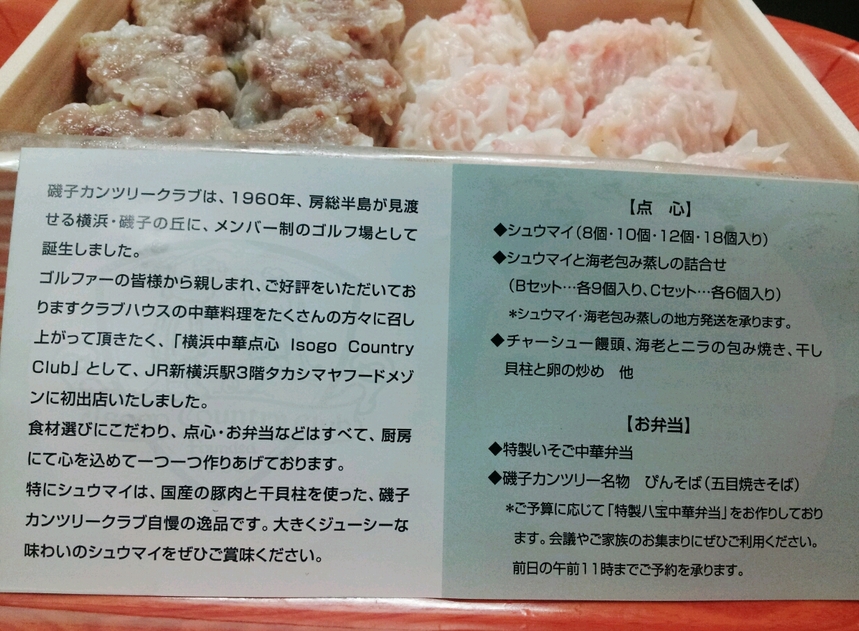 磯子カンツリークラブは、1960年、房総半島が見渡
せる横浜・磯子の丘に、メンバー制のゴルフ場として
誕生しました。
ゴルファーの皆様から親しまれ、ご好評をいただいてお
りますクラブハウスの中華料理をたくさんの方々に召し
上がって頂きたく、「横浜中華点心 Isogo Country
Club」として、JR新横浜駅3階タカシマヤフードメゾ
ンに初出店いたしました。
食材選びにこだわり、点心・お弁当などはすべて、厨房
にて心を込めて一つ一つ作りあげております。
特にシュウマイは、国産の豚肉と干貝柱を使った、磯子
カンツリークラブ自慢の逸品です。大きくジューシーな
味わいのシュウマイをぜひご賞味ください。
【点 心】
◆シュウマイ(8個・10個・12個・18個入り)
◆シュウマイと海老包み蒸しの詰合せ
(Bセット…各9個入り、Cセット…各6個入り)
*シュウマイ・海老包み蒸しの地方発送を承ります。
◆チャーシュー饅頭、海老とニラの包み焼き、干し
貝柱と卵の炒め 他
【お弁当】
◆特製いそご中華弁当
◆磯子カンツリー名物 びんそば(五目焼きそば)
*ご予算に応じて「特製八宝中華弁当」をお作りしており
ます。会議やご家族のお集まりにぜひご利用ください。
前日の午前11時までご予約を承ります。